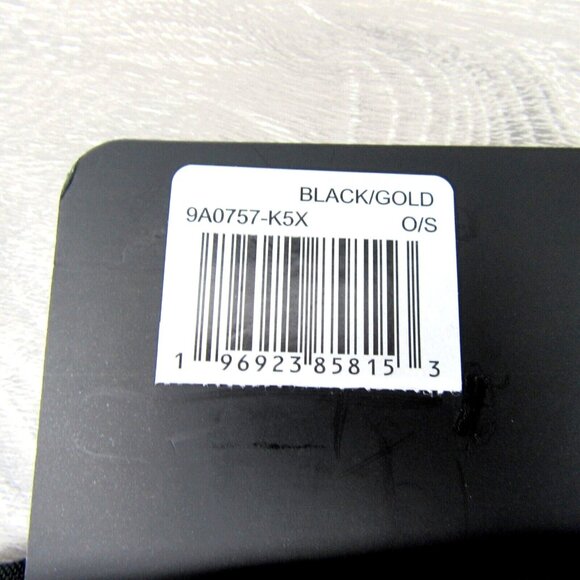 BLACK/GOLD
9A0757-K5X O/S
1 96923 85815 3